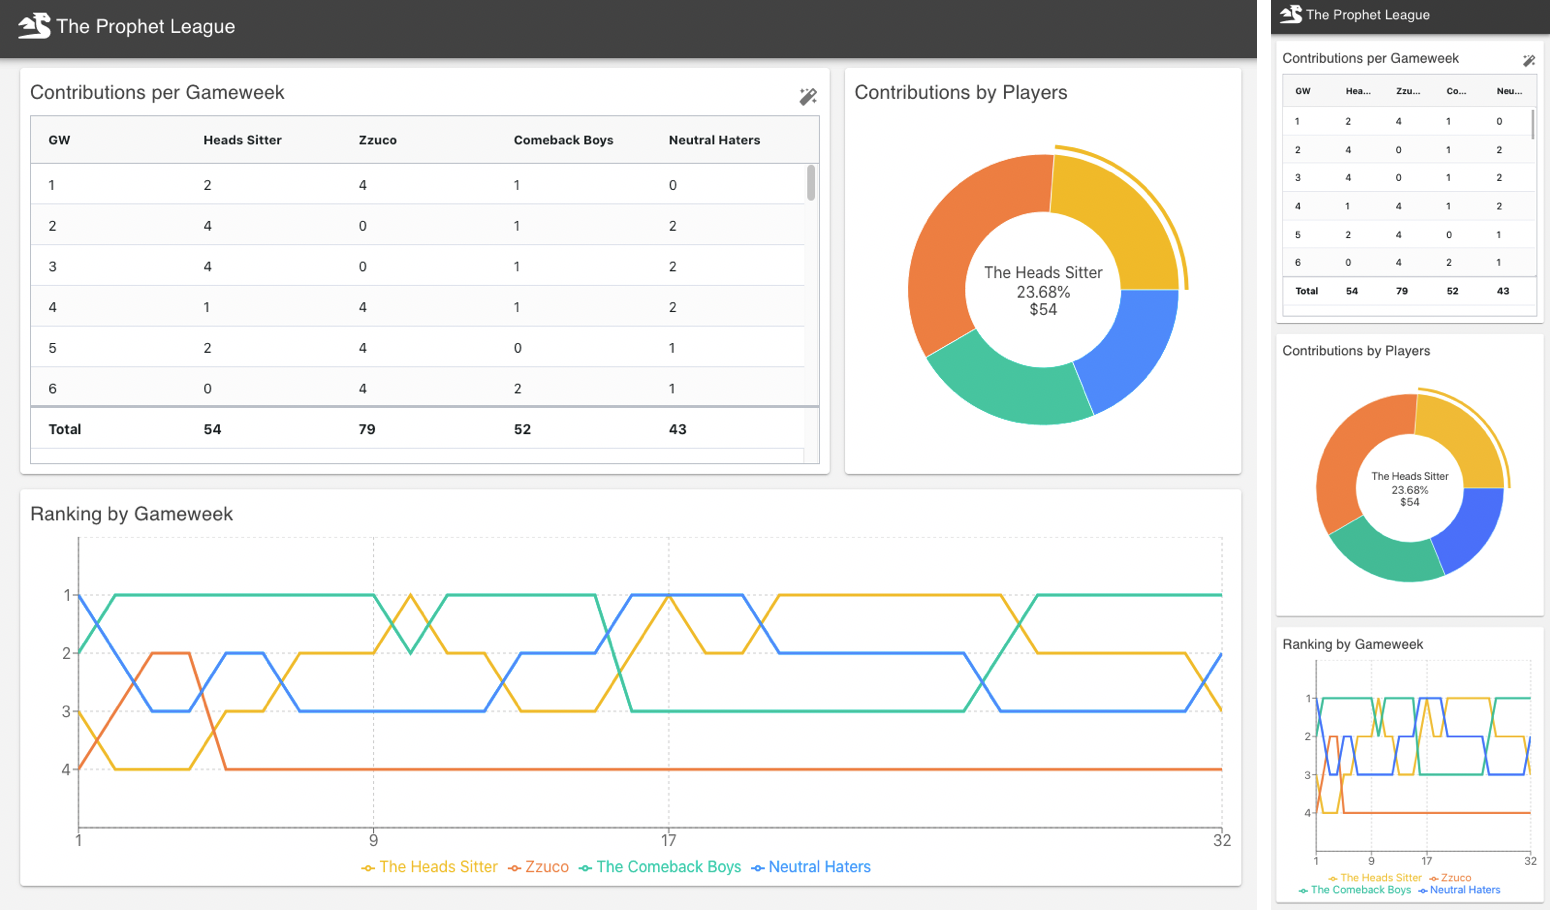 The Prophet League
Contributions per Gameweek
GW Heads Sitter Zzuco Comeback Boys Neutral Haters
1 2 4 1 0
2 4 0 1 2
3 4 0 1 2
4 1 4 1 2
5 2 4 0 1
6 0 4 2 1
Total 54 79 52 43
Contributions by Players
The Heads Sitter
23.68%
$54
Ranking by Gameweek
1
2
3
4
1 9 17 32
The Heads Sitter Zzuco The Comeback Boys Neutral Haters
The Prophet League
Contributions per Gameweek
GW Hea... Zzu... Co... Neu...
1 2 4 1 0
2 4 0 1 2
3 4 0 1 2
4 1 4 1 2
5 2 4 0 1
6 0 4 2 1
Total 54 79 52 43
Contributions by Players
The Heads Sitter
23.68%
$54
Ranking by Gameweek
1
2
3
4
1 9 17 32
The Heads Sitter Zzuco
The Comeback Boys Neutral Haters